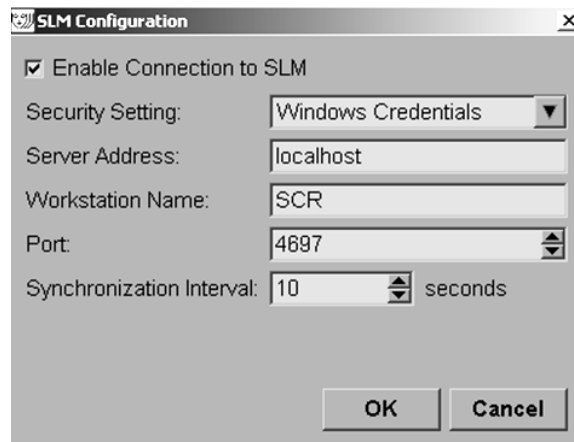 SLM Configuration
Enable Connection to SLM
Security Setting: Windows Credentials
Server Address: localhost
Workstation Name: SCR
Port: 4697
Synchronization Interval: 10 seconds
OK Cancel